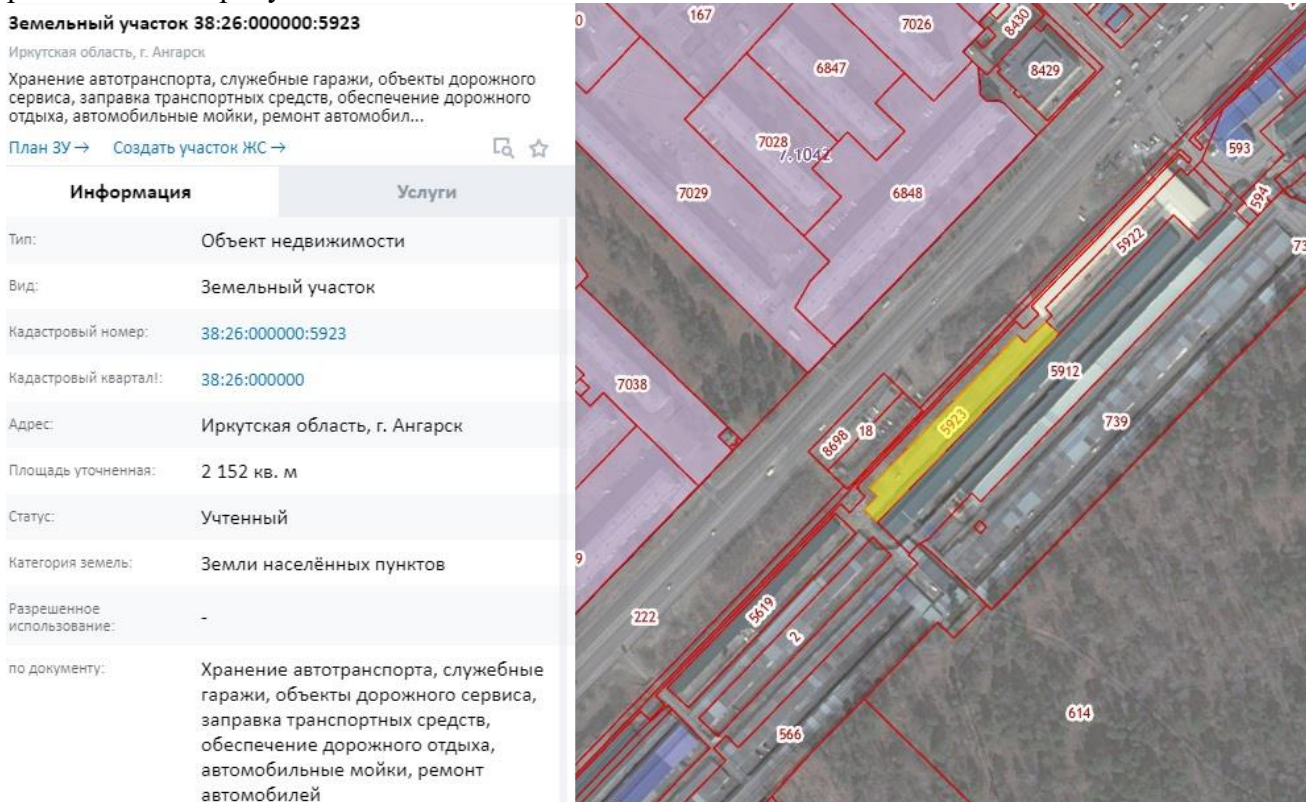 Земельный участок 38:26:000000:5923
Иркутская область, г. Ангарск
Хранение автотранспорта, служебные гаражи, объекты дорожного
сервиса, заправка транспортных средств, обеспечение дорожного
отдыха, автомобильные мойки, ремонт автомобил...
План ЗУ → Создать участок ЖС →
Информация Услуги
Тип: Объект недвижимости
Вид: Земельный участок
Кадастровый номер: 38:26:000000:5923
Кадастровый квартал!: 38:26:000000
Адрес: Иркутская область, г. Ангарск
Площадь уточненная: 2 152 кв. м
Статус: Учтенный
Категория земель: Земли населённых пунктов
Разрешенное
использование: -
по документу: Хранение автотранспорта, служебные
гаражи, объекты дорожного сервиса,
заправка транспортных средств,
обеспечение дорожного отдыха,
автомобильные мойки, ремонт
автомобилей
167
7026
8430
6847
8429
7028
7.1042
593
7029
6848
594
73
5922
7038
5912
5923
739
8698
18
9
222
5619
2
566
614